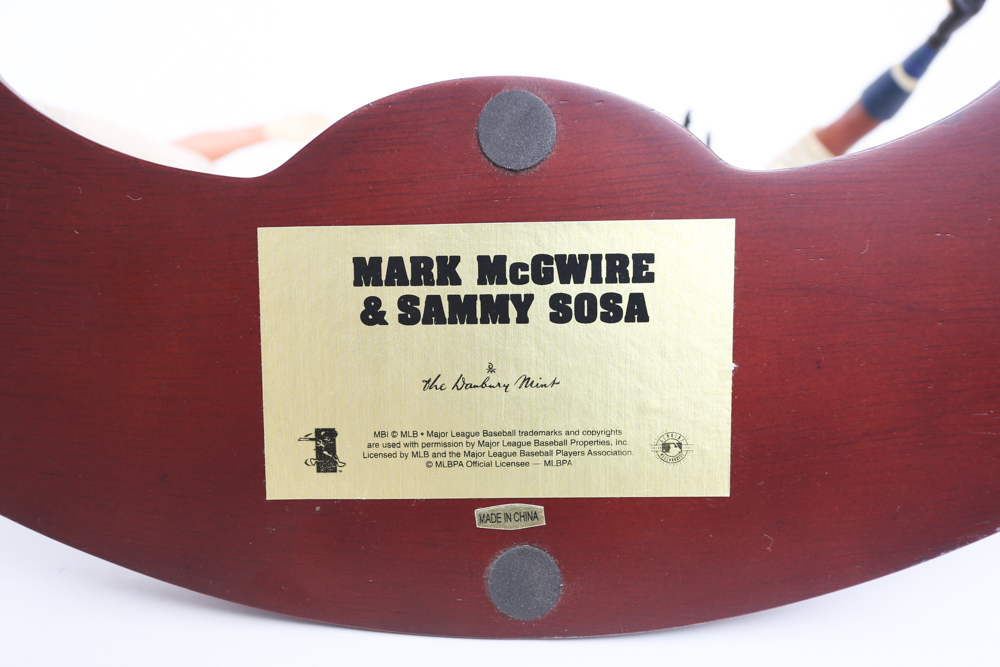 MARK McGWIRE
& SAMMY SOSA
the Danbury Mint
MBI © MLB • Major League Baseball trademarks and copyrights
are used with permission by Major League Baseball Properties, Inc.
Licensed by MLB and the Major League Baseball Players Association.
© MLBPA Official Licensee — MLBPA
MADE IN CHINA